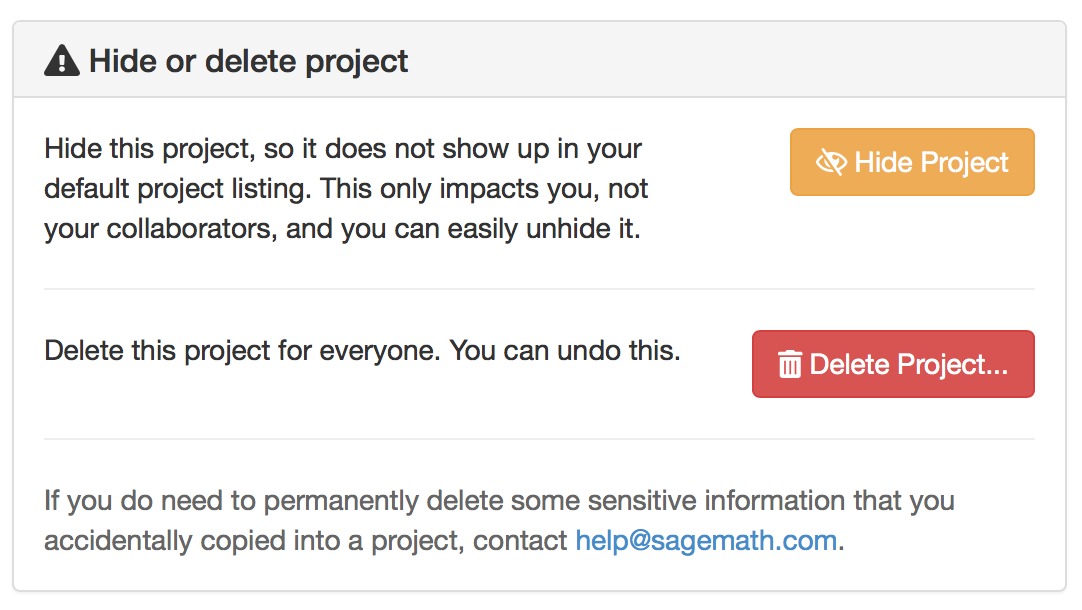 Hide or delete project
Hide this project, so it does not show up in your
default project listing. This only impacts you, not
your collaborators, and you can easily unhide it.
Hide Project
Delete this project for everyone. You can undo this.
Delete Project...
If you do need to permanently delete some sensitive information that you
accidentally copied into a project, contact help@sagemath.com.